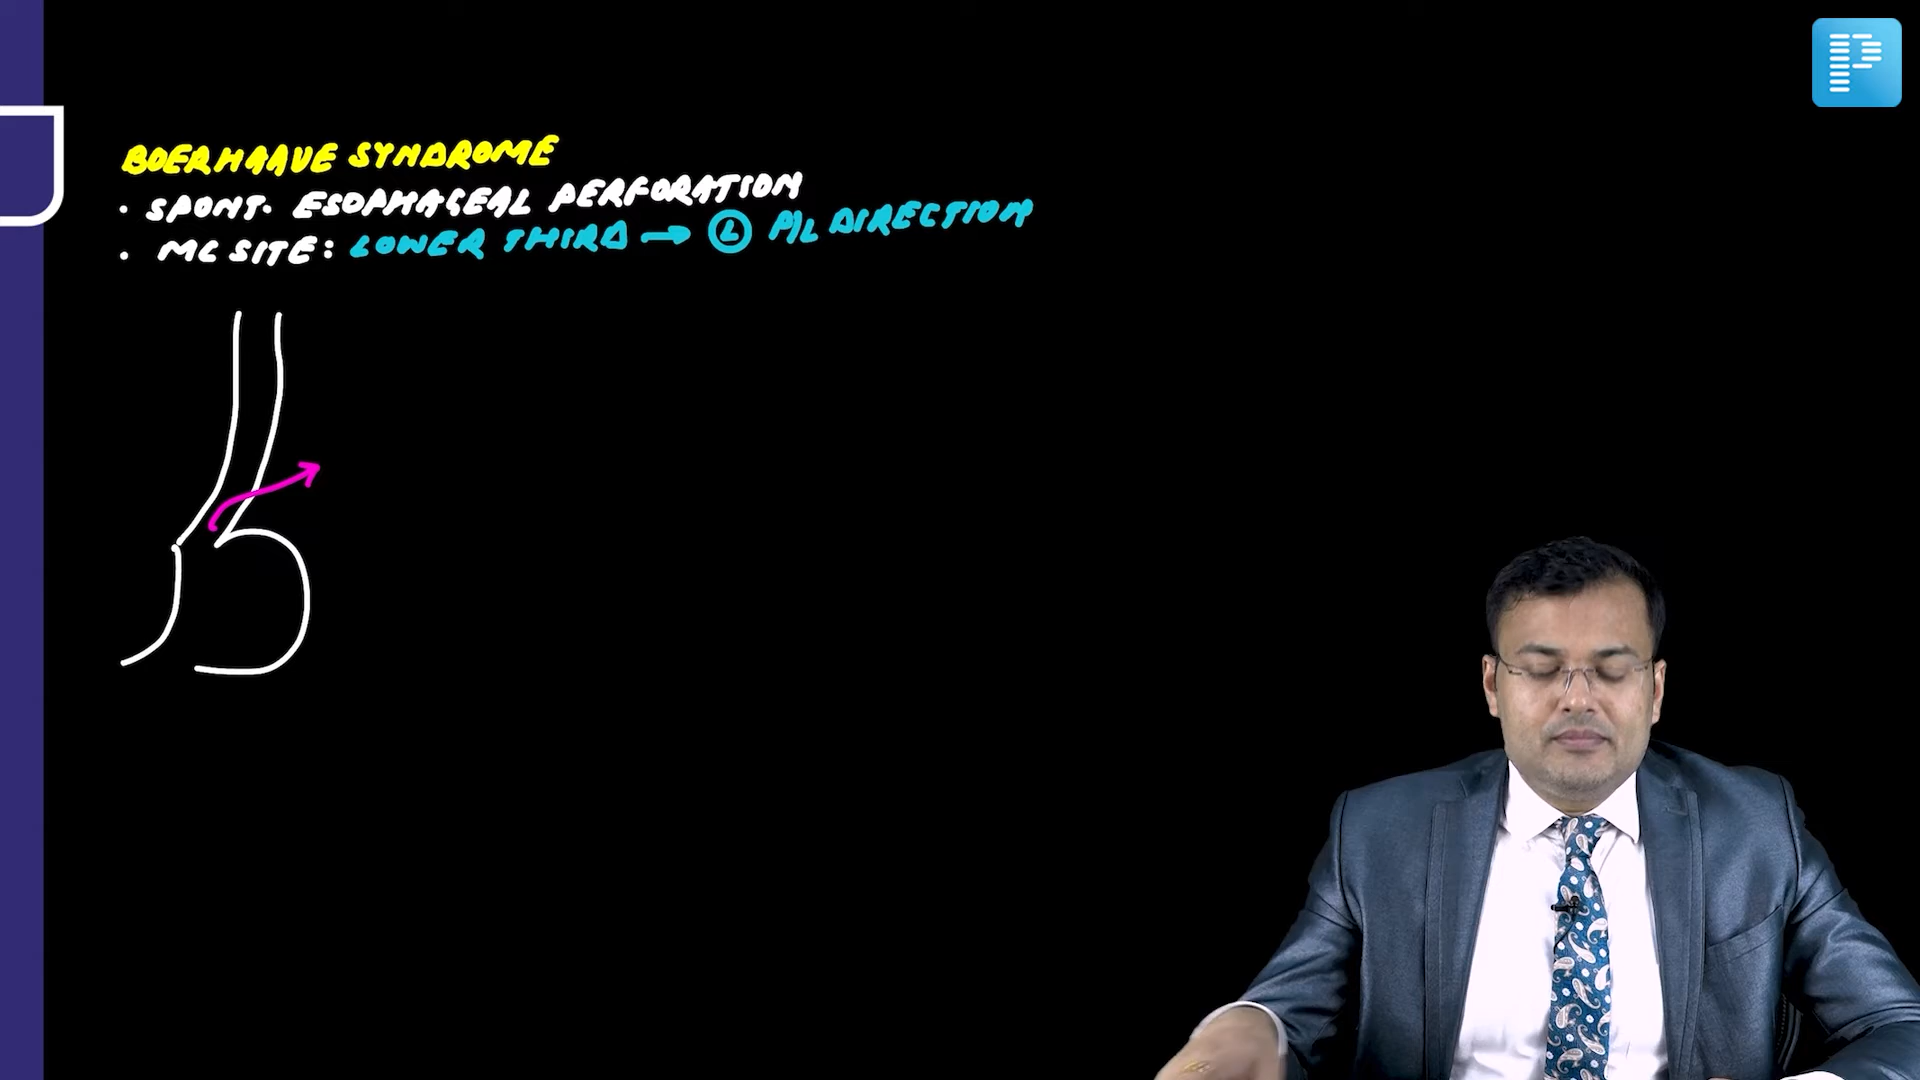 BOERHAAVE SYNDROME
• SPONT. ESOPHAGEAL PERFORATION
• MC SITE: LOWER THIRD → Ⓛ P/L DIRECTION
P